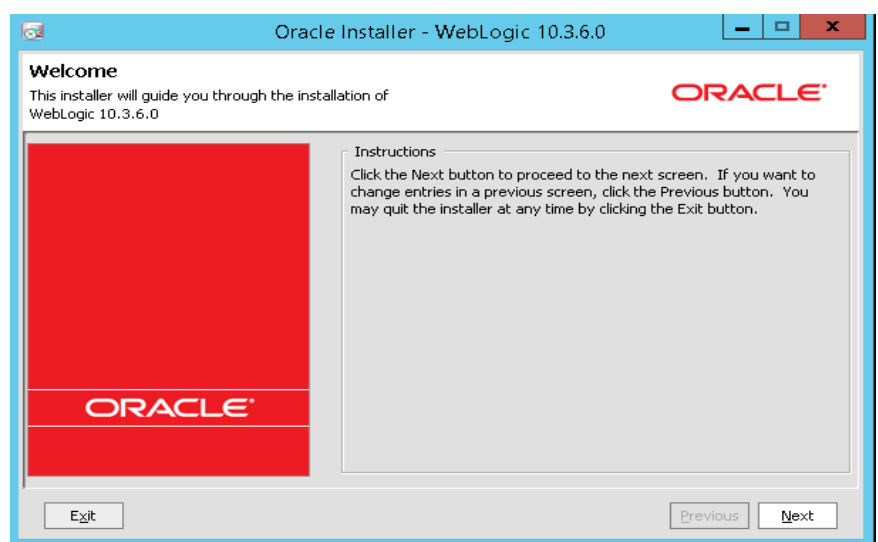 Oracle Installer - WebLogic 10.3.6.0
Welcome
This installer will guide you through the installation of
WebLogic 10.3.6.0
ORACLE
Instructions
Click the Next button to proceed to the next screen. If you want to
change entries in a previous screen, click the Previous button. You
may quit the installer at any time by clicking the Exit button.
ORACLE
Exit
Previous
Next